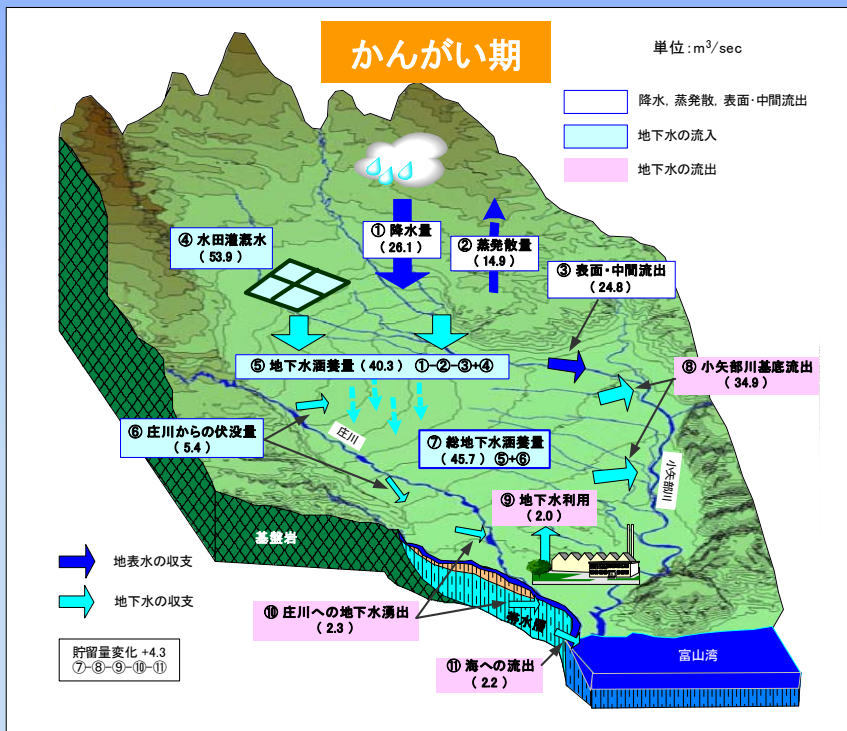 かんがい期
単位:m³/sec
降水, 蒸発散, 表面・中間流出
地下水の流入
地下水の流出
① 降水量
( 26.1 )
② 蒸発散量
( 14.9 )
④ 水田灌漑水
( 53.9 )
③ 表面・中間流出
( 24.8 )
⑤ 地下水涵養量 ( 40.3 ) ①-②-③+④
⑧ 小矢部川基底流出
( 34.9 )
⑥ 庄川からの伏没量
( 5.4 )
庄川
⑦ 総地下水涵養量
( 45.7 ) ⑤+⑥
小矢部川
⑨ 地下水利用
( 2.0 )
基盤岩
地表水の収支
地下水の収支
⑩ 庄川への地下水湧出
( 2.3 )
帯水層
貯留量変化 +4.3
⑦-⑧-⑨-⑩-⑪
⑪ 海への流出
( 2.2 )
富山湾